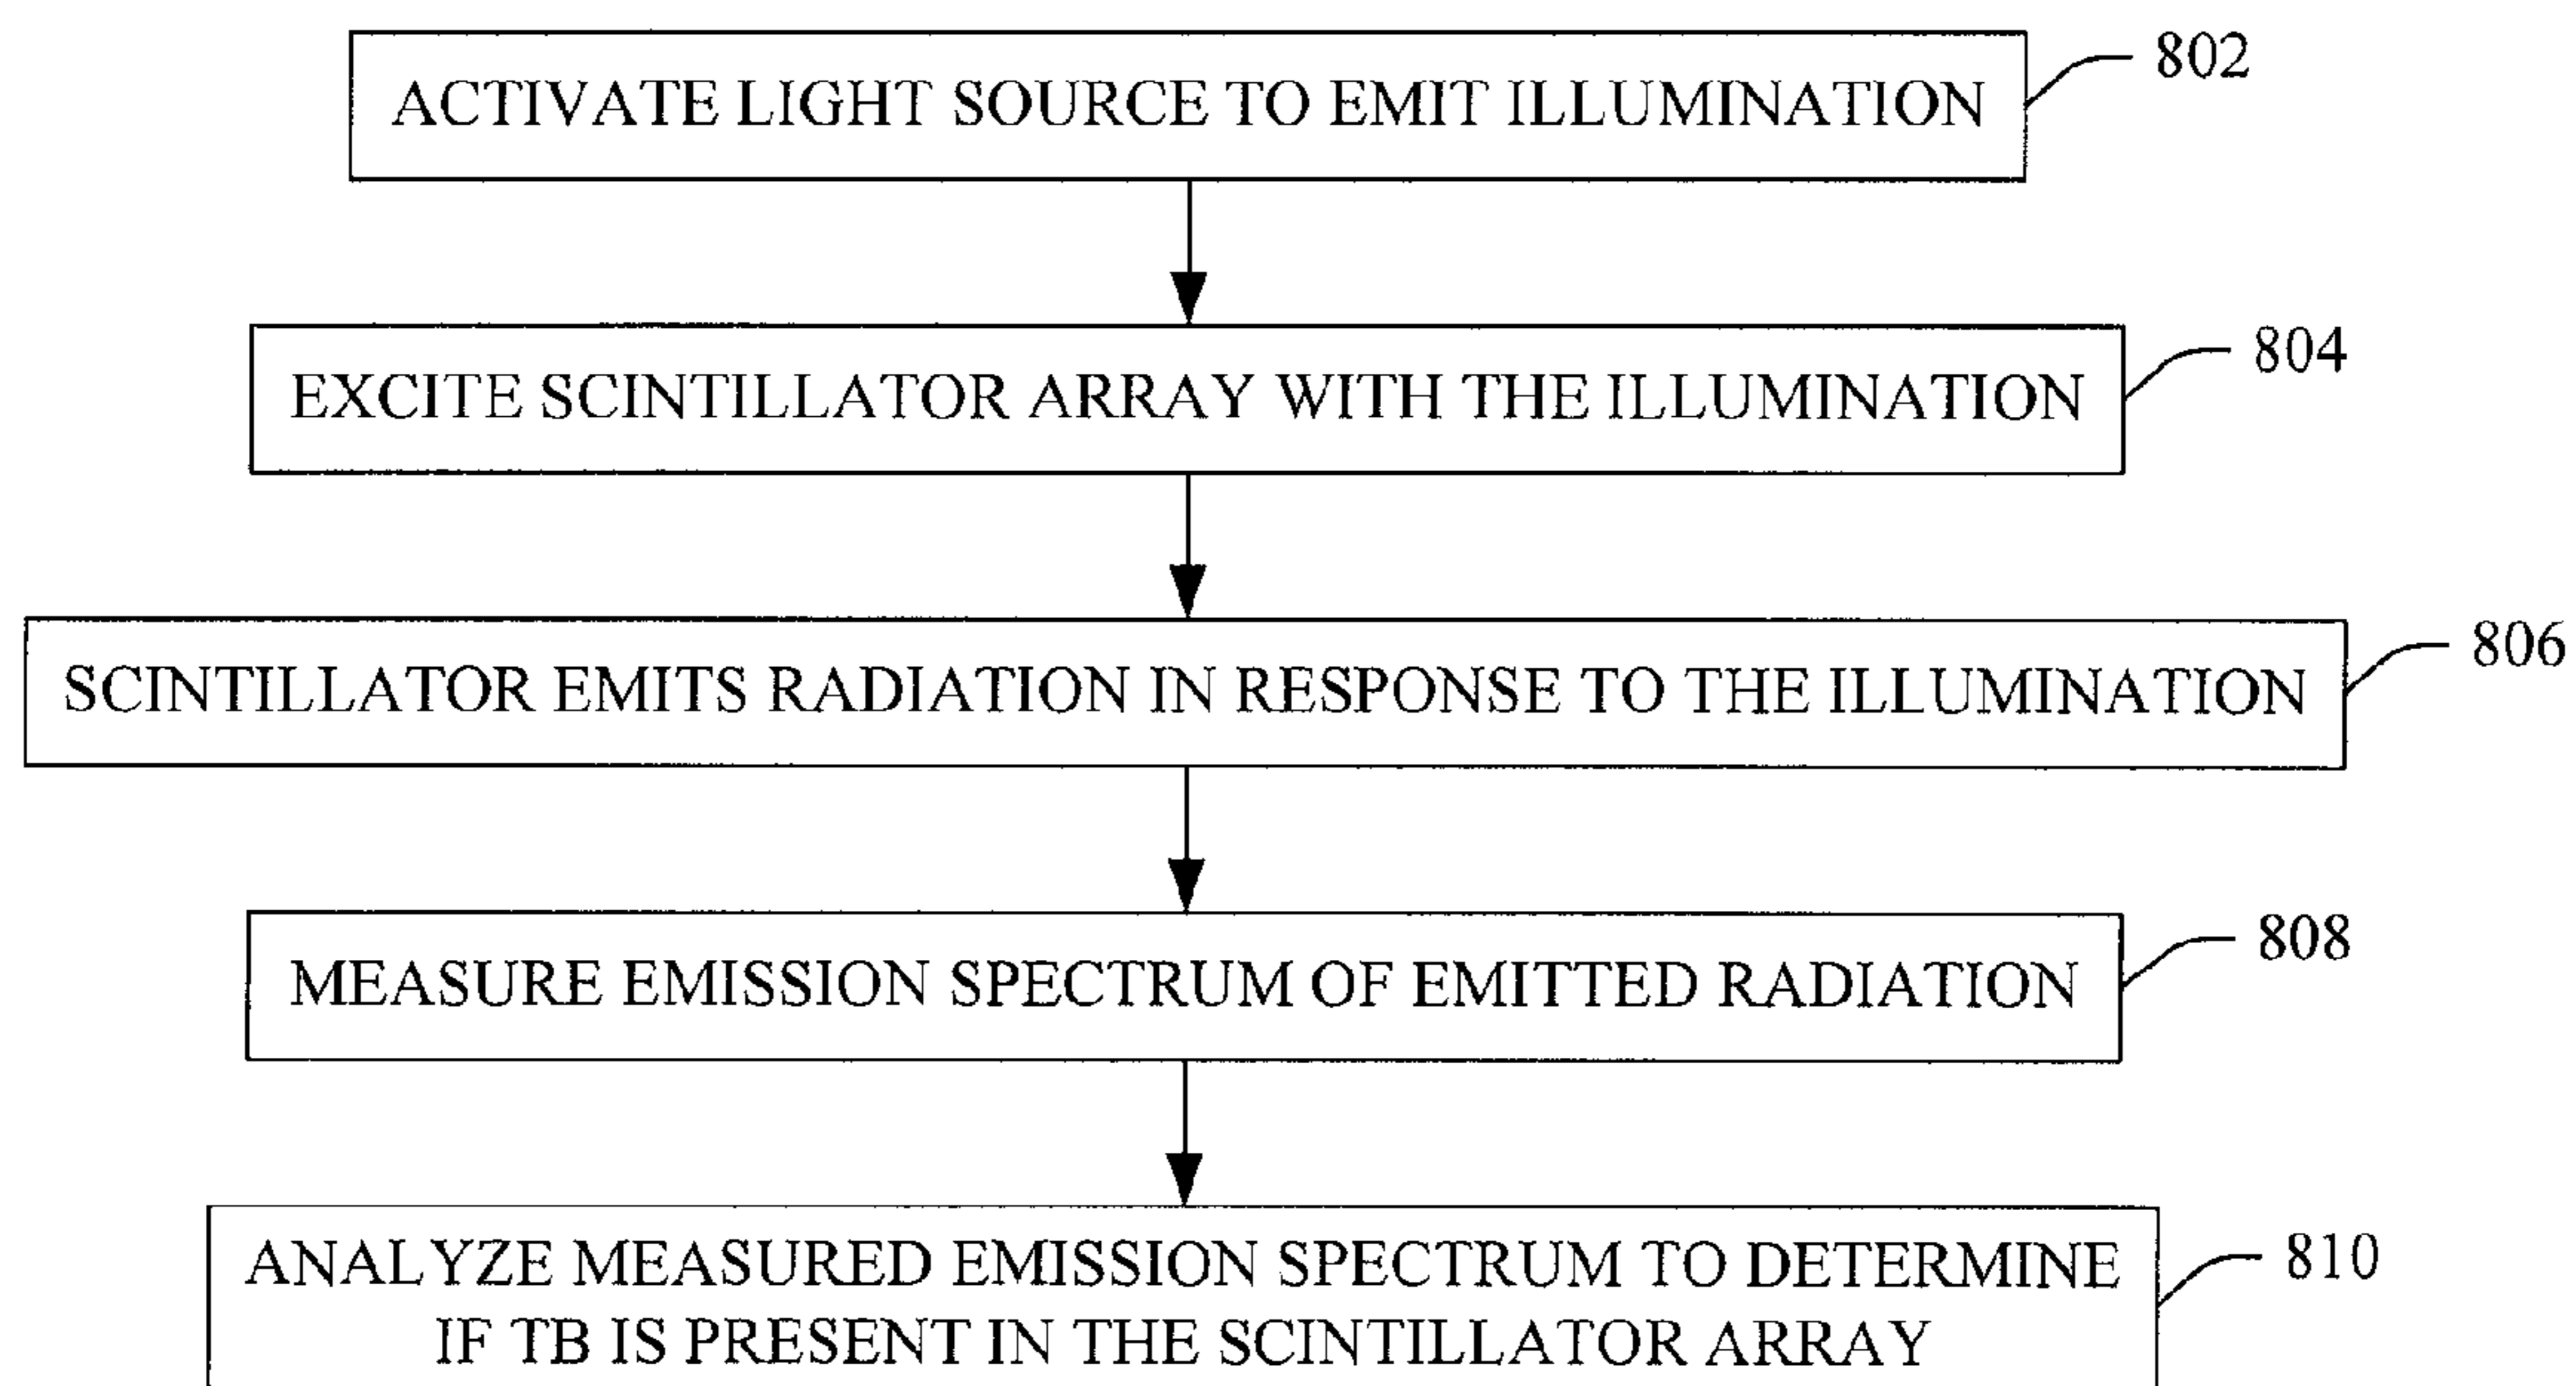 ACTIVATE LIGHT SOURCE TO EMIT ILLUMINATION
802
EXCITE SCINTILLATOR ARRAY WITH THE ILLUMINATION
804
SCINTILLATOR EMITS RADIATION IN RESPONSE TO THE ILLUMINATION
806
MEASURE EMISSION SPECTRUM OF EMITTED RADIATION
808
ANALYZE MEASURED EMISSION SPECTRUM TO DETERMINE
IF TB IS PRESENT IN THE SCINTILLATOR ARRAY
810